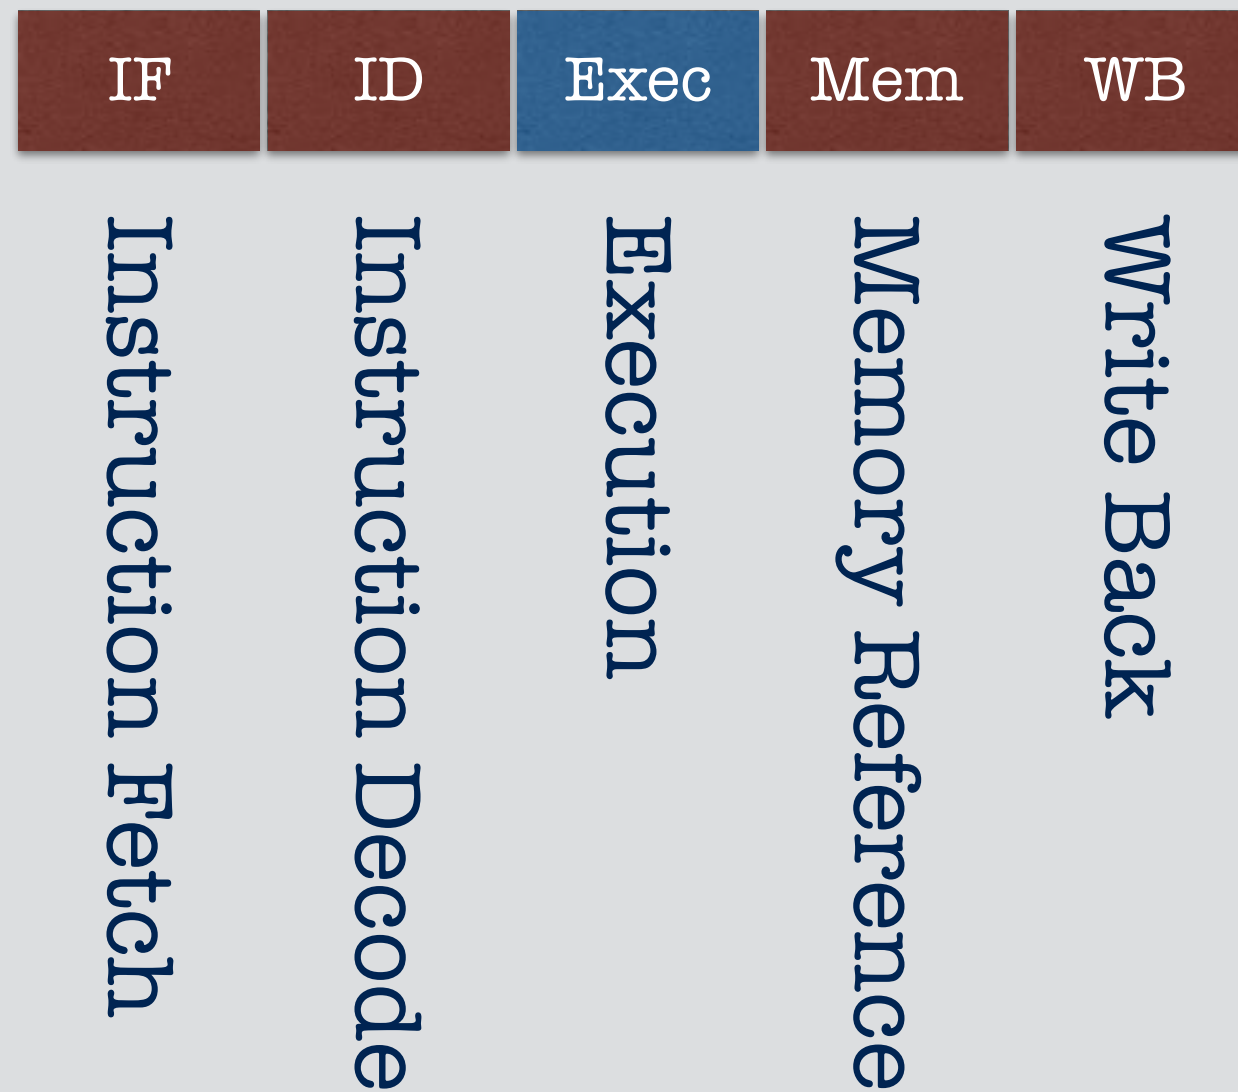 IF
ID
Exec
Mem
WB
Instruction Fetch
Instruction Decode
Execution
Memory Reference
Write Back